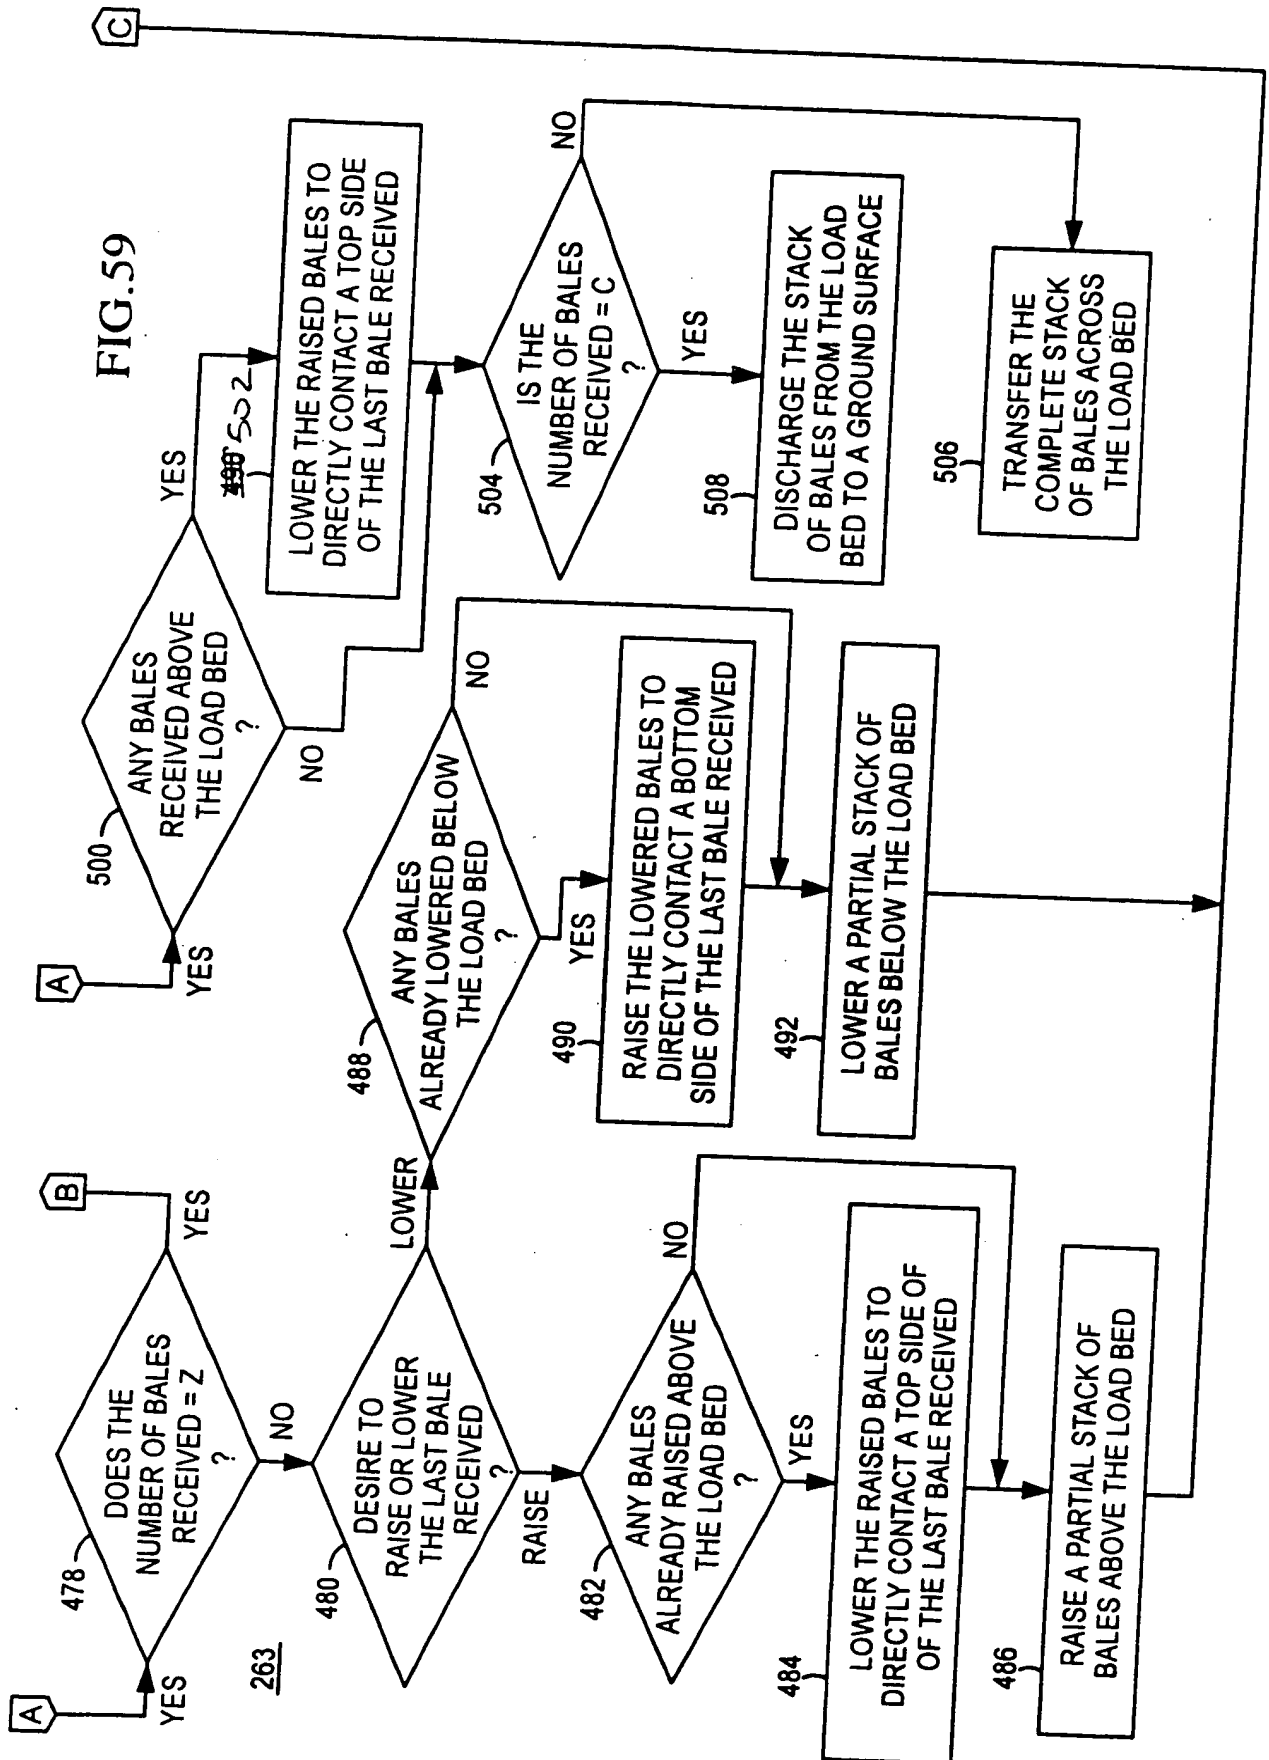 FIG.59
A
YES
478
DOES THE
NUMBER OF BALES
RECEIVED = Z
?
YES
B
NO
263
480
DESIRE TO
RAISE OR LOWER
THE LAST BALE
RECEIVED
?
LOWER
RAISE
482
ANY BALES
ALREADY RAISED ABOVE
THE LOAD BED
?
NO
YES
484
LOWER THE RAISED BALES TO
DIRECTLY CONTACT A TOP SIDE OF
OF THE LAST BALE RECEIVED
486
RAISE A PARTIAL STACK OF
BALES ABOVE THE LOAD BED
488
ANY BALES
ALREADY LOWERED BELOW
THE LOAD BED
?
NO
YES
490
RAISE THE LOWERED BALES TO
DIRECTLY CONTACT A BOTTOM
SIDE OF THE LAST BALE RECEIVED
492
LOWER A PARTIAL STACK OF
BALES BELOW THE LOAD BED
A
YES
500
ANY BALES
RECEIVED ABOVE
THE LOAD BED
?
YES
NO
490 502
LOWER THE RAISED BALES TO
DIRECTLY CONTACT A TOP SIDE
OF THE LAST BALE RECEIVED
504
IS THE
NUMBER OF BALES
RECEIVED = C
?
NO
YES
508
DISCHARGE THE STACK
OF BALES FROM THE LOAD
BED TO A GROUND SURFACE
506
TRANSFER THE
COMPLETE STACK
OF BALES ACROSS
THE LOAD BED
C